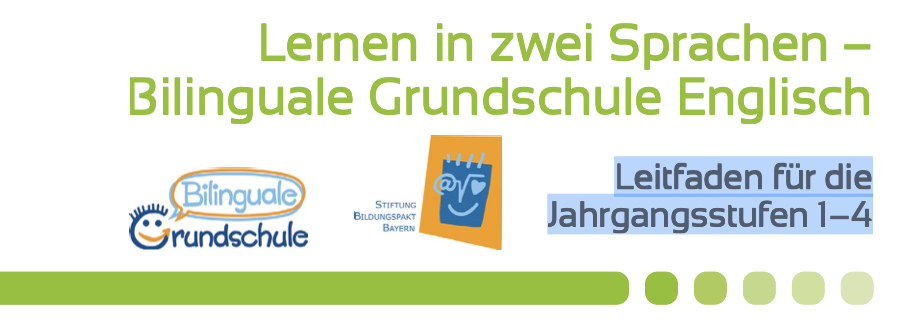 Lernen in zwei Sprachen –
Bilinguale Grundschule Englisch
Bilinguale
Grundschule
STIFTUNG
BILDUNGSPAKT
BAYERN
@√
Leitfaden für die
Jahrgangsstufen 1–4